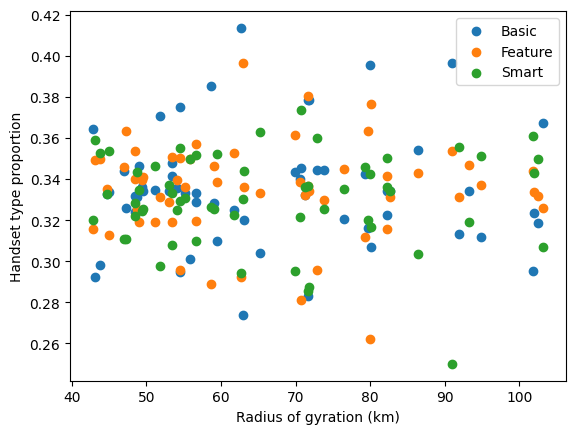 0.42
0.40
0.38
0.36
0.34
0.32
0.30
0.28
0.26
Handset type proportion
Basic
Feature
Smart
40 50 60 70 80 90 100
Radius of gyration (km)